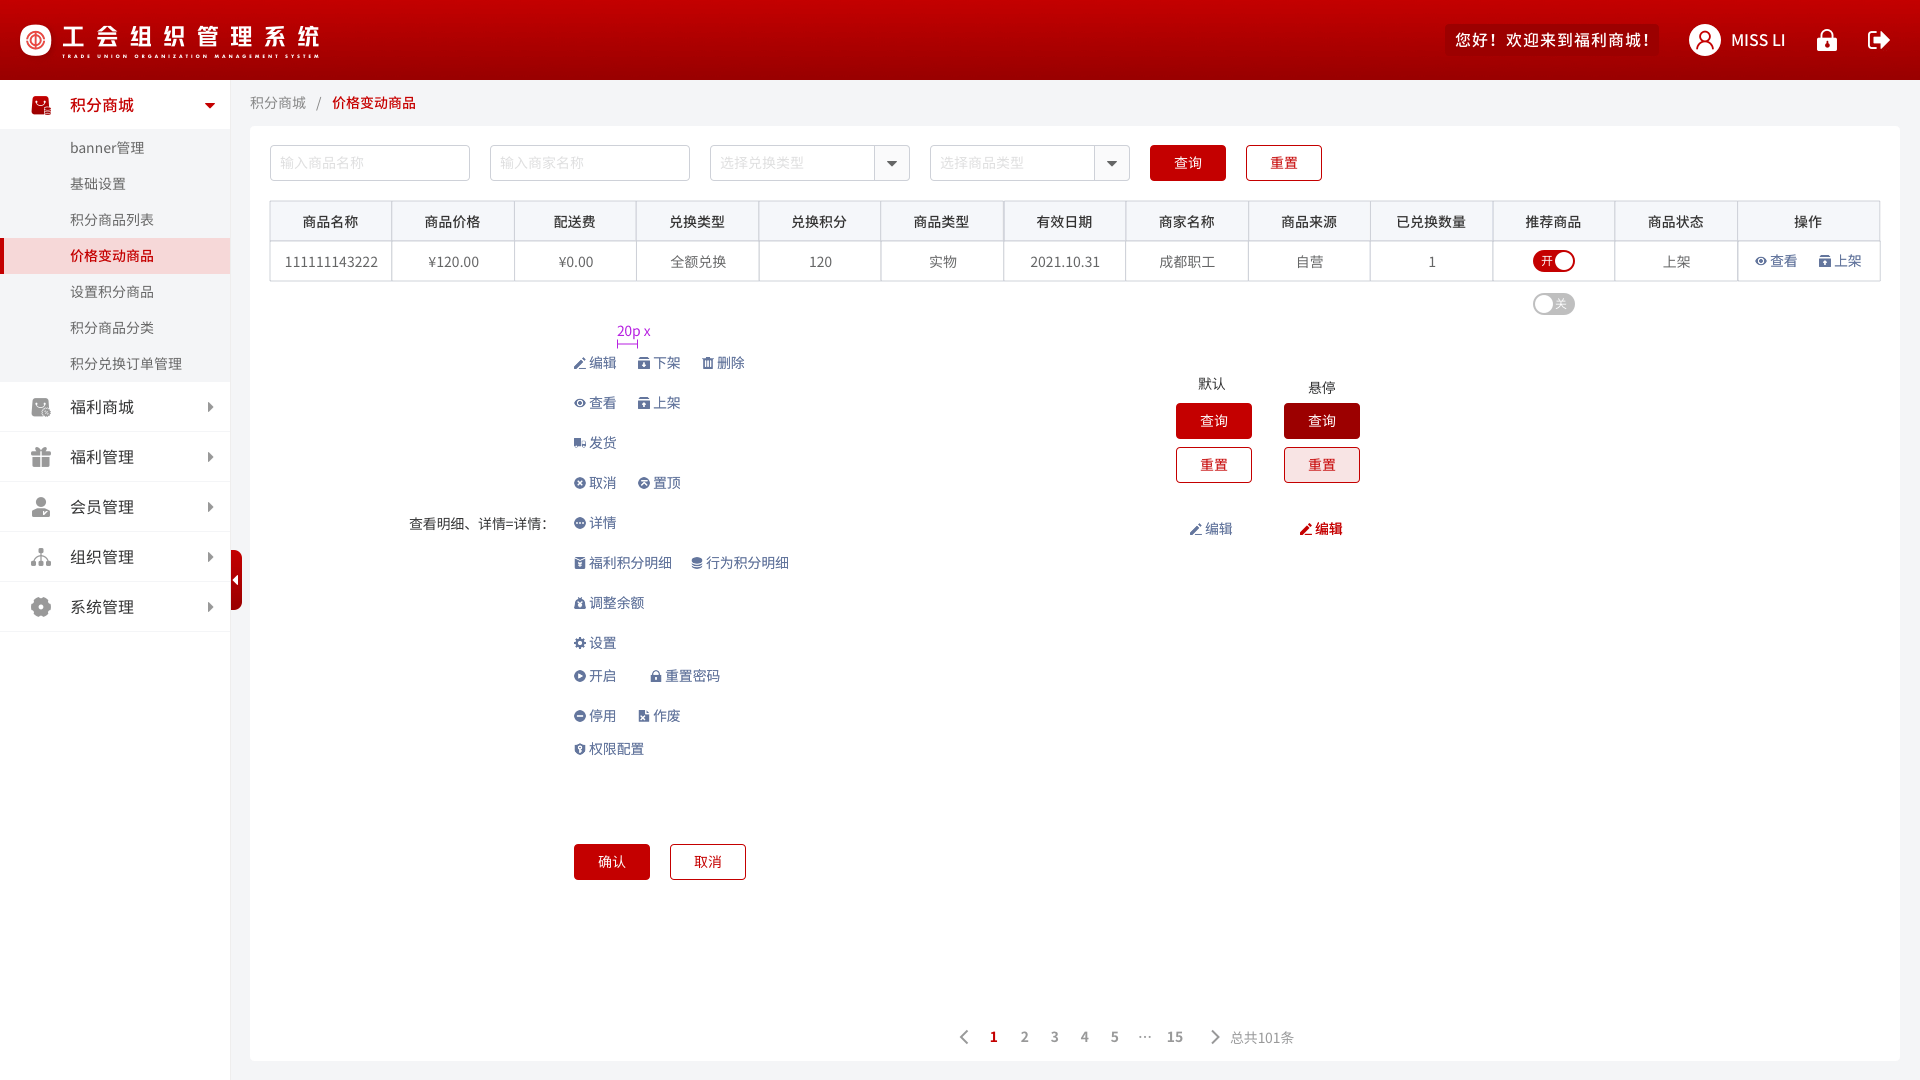 工会组织管理系统
TRADE UNION ORGANIZATION MANAGEMENT SYSTEM
您好！欢迎来到福利商城！
MISS LI
积分商城
banner管理
基础设置
积分商品列表
价格变动商品
设置积分商品
积分商品分类
积分兑换订单管理
福利商城
福利管理
会员管理
组织管理
系统管理
积分商城 / 价格变动商品
输入商品名称 输入商家名称 选择兑换类型 选择商品类型 查询 重置
商品名称 商品价格 配送费 兑换类型 兑换积分 商品类型 有效日期 商家名称 商品来源 已兑换数量 推荐商品 商品状态 操作
111111143222 ¥120.00 ¥0.00 全额兑换 120 实物 2021.10.31 成都职工 自营 1 开 上架 查看 上架
关
20p x
编辑 下架 删除
查看 上架
发货
取消 置顶
查看明细、详情=详情： 详情
福利积分明细 行为积分明细
调整余额
设置
开启 重置密码
停用 作废
权限配置
默认 悬停
查询 查询
重置 重置
编辑 编辑
确认 取消
1 2 3 4 5 ··· 15 总共101条